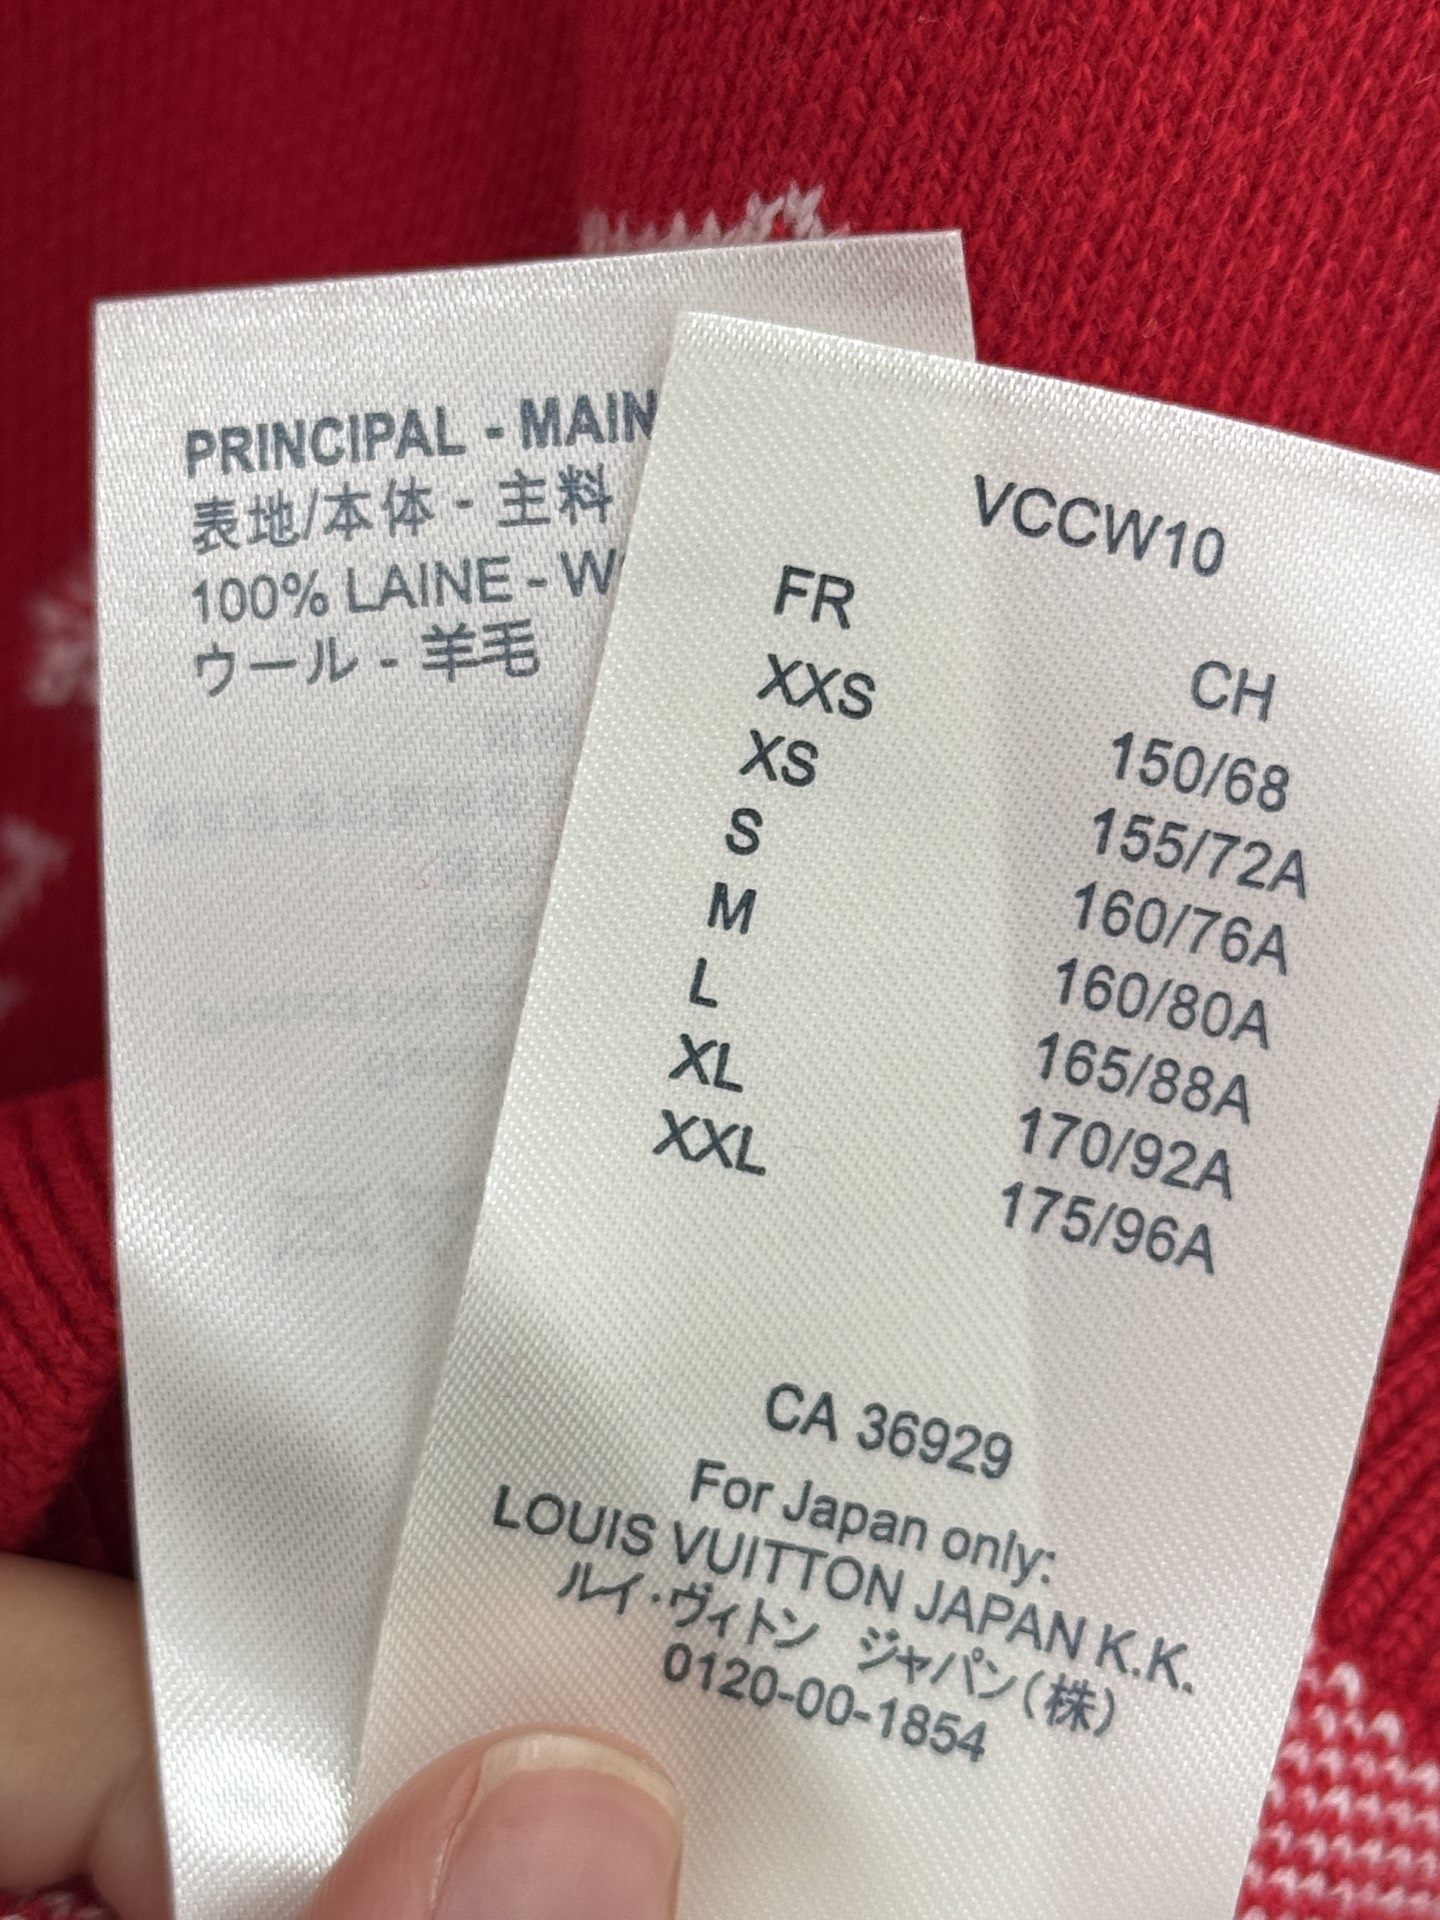 PRINCIPAL - MAIN
表地/本体 - 主料
100% LAINE -
ウール - 羊毛
VCCW10
FR
CH
XXS
150/68
XS
155/72A
S
160/76A
M
160/80A
L
165/88A
XL
170/92A
XXL
175/96A
CA 36929
For Japan only:
LOUIS VUITTON JAPAN K.K.
ルイ・ヴィトン ジャパン(株)
0120-00-1854